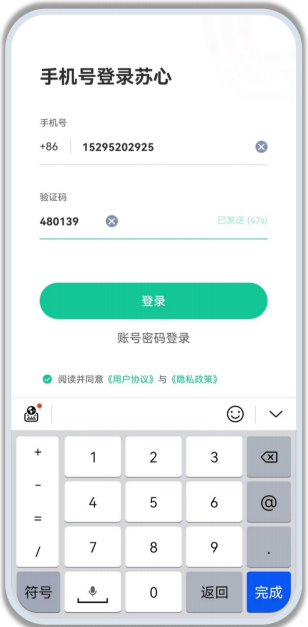 手机号登录苏心
手机号
+86 15295202925
验证码
480139 已发送 (47s)
登录
账号密码登录
阅读并同意《用户协议》与《隐私政策》
+ 1 2 3
- 4 5 6 @
=
/ 7 8 9 .
符号 0 返回 完成